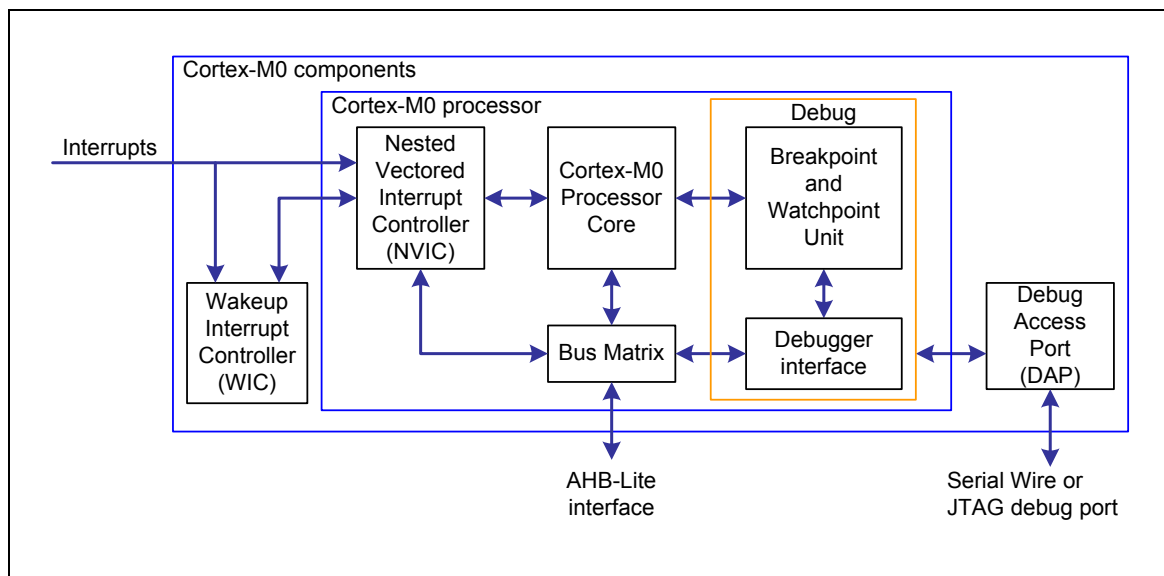 Cortex-M0 components
Cortex-M0 processor
Debug
Interrupts
Nested
Vectored
Interrupt
Controller
(NVIC)
Cortex-M0
Processor
Core
Breakpoint
and
Watchpoint
Unit
Wakeup
Interrupt
Controller
(WIC)
Bus Matrix
Debugger
interface
Debug
Access
Port
(DAP)
AHB-Lite
interface
Serial Wire or
JTAG debug port